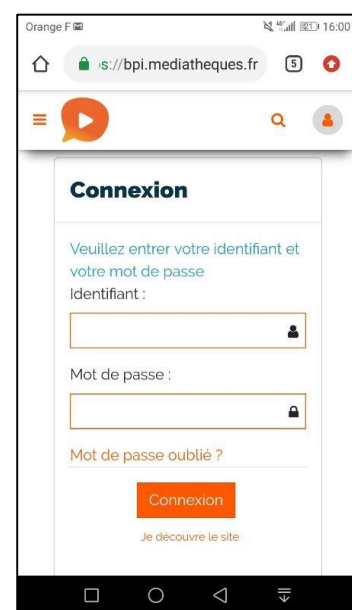 Orange F 16:00
s://bpi.mediatheques.fr 5
Connexion
Veuillez entrer votre identifiant et
votre mot de passe
Identifiant :
Mot de passe :
Mot de passe oublié ?
Connexion
Je découvre le site